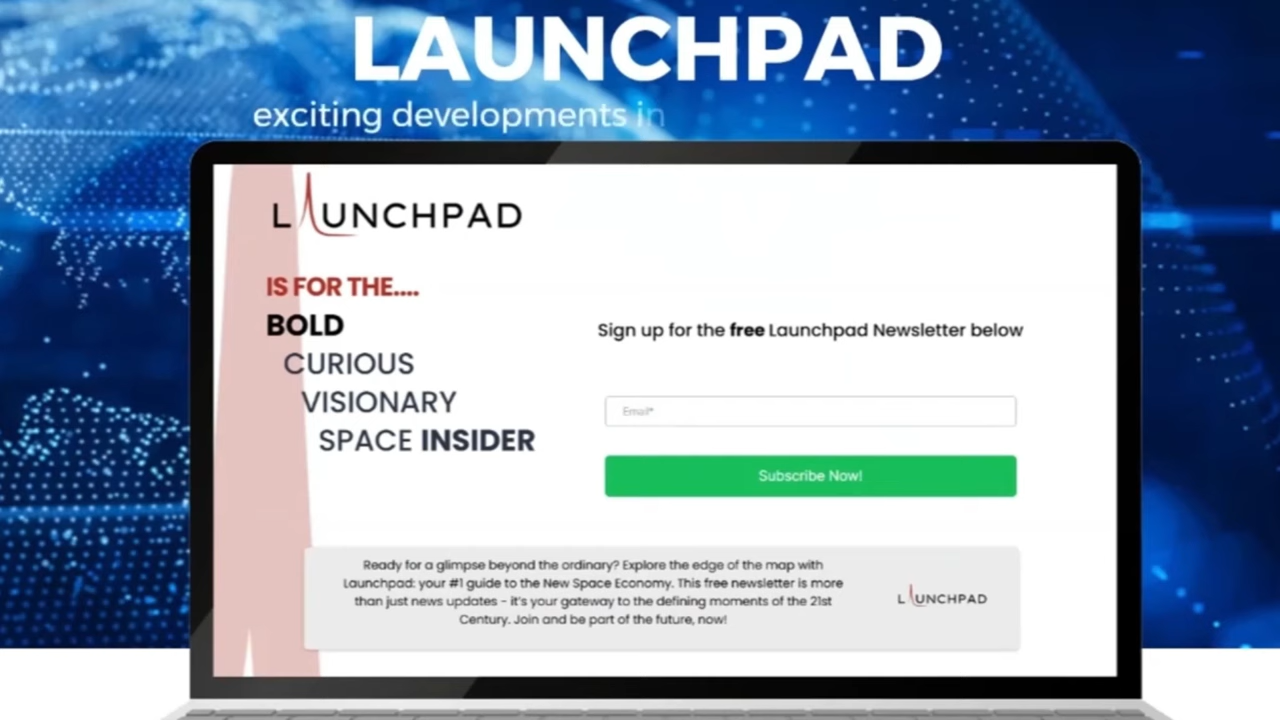 LAUNCHPAD
exciting developments in
LAUNCHPAD
IS FOR THE....
BOLD
CURIOUS
VISIONARY
SPACE INSIDER
Sign up for the free Launchpad Newsletter below
Email*
Subscribe Now!
Ready for a glimpse beyond the ordinary? Explore the edge of the map with
Launchpad: your #1 guide to the New Space Economy. This free newsletter is more
than just news updates - it's your gateway to the defining moments of the 21st
Century. Join and be part of the future, now!
LAUNCHPAD